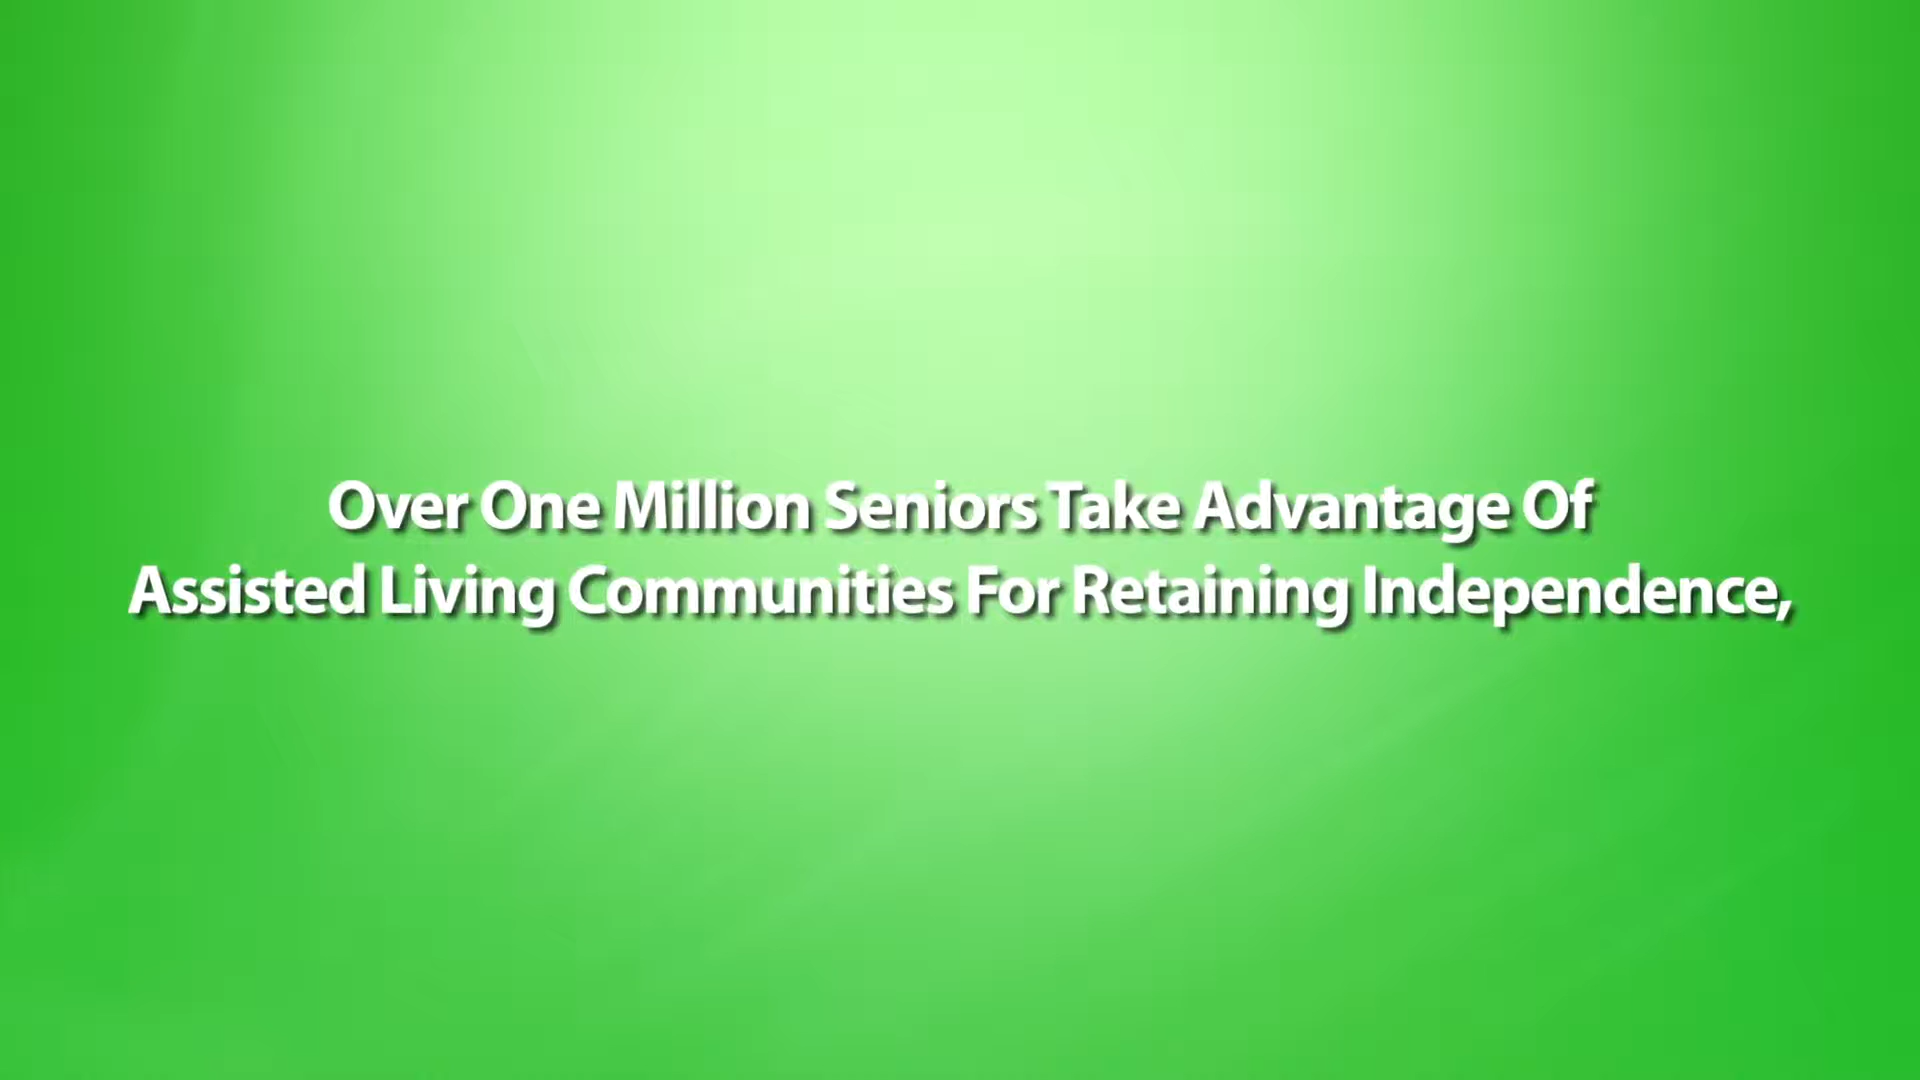 Over One Million Seniors Take Advantage Of
Assisted Living Communities For Retaining Independence,